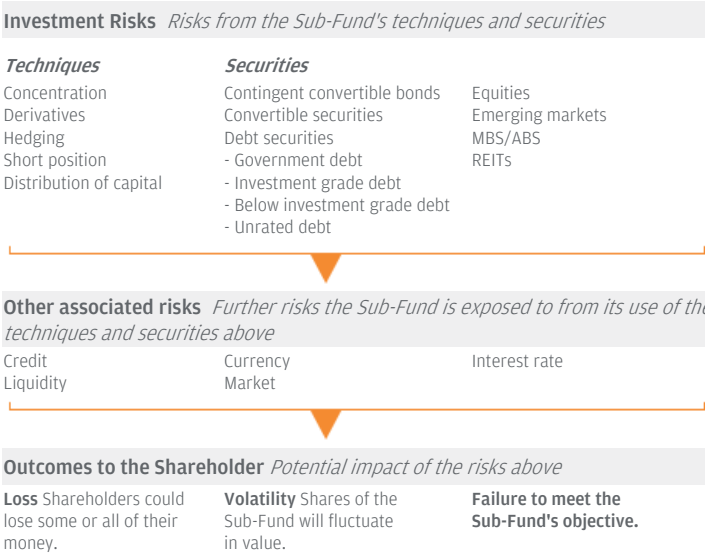 Investment Risks Risks from the Sub-Fund's techniques and securities
Techniques
Concentration
Derivatives
Hedging
Short position
Distribution of capital
Securities
Contingent convertible bonds
Convertible securities
Debt securities
- Government debt
- Investment grade debt
- Below investment grade debt
- Unrated debt
Equities
Emerging markets
MBS/ABS
REITs
Other associated risks Further risks the Sub-Fund is exposed to from its use of the
techniques and securities above
Credit
Liquidity
Currency
Market
Interest rate
Outcomes to the Shareholder Potential impact of the risks above
Loss Shareholders could
lose some or all of their
money.
Volatility Shares of the
Sub-Fund will fluctuate
in value.
Failure to meet the
Sub-Fund's objective.